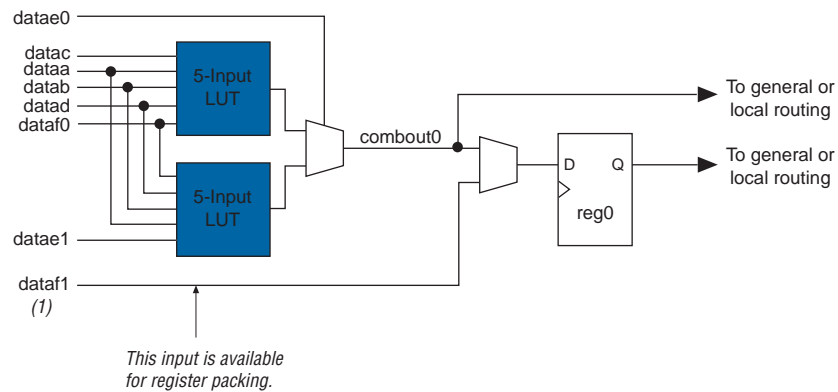 datae0
datac
dataa
datab
datad
dataf0
5-Input
LUT
5-Input
LUT
combout0
To general or
local routing
D Q
reg0
To general or
local routing
datae1
dataf1
(1)
This input is available
for register packing.